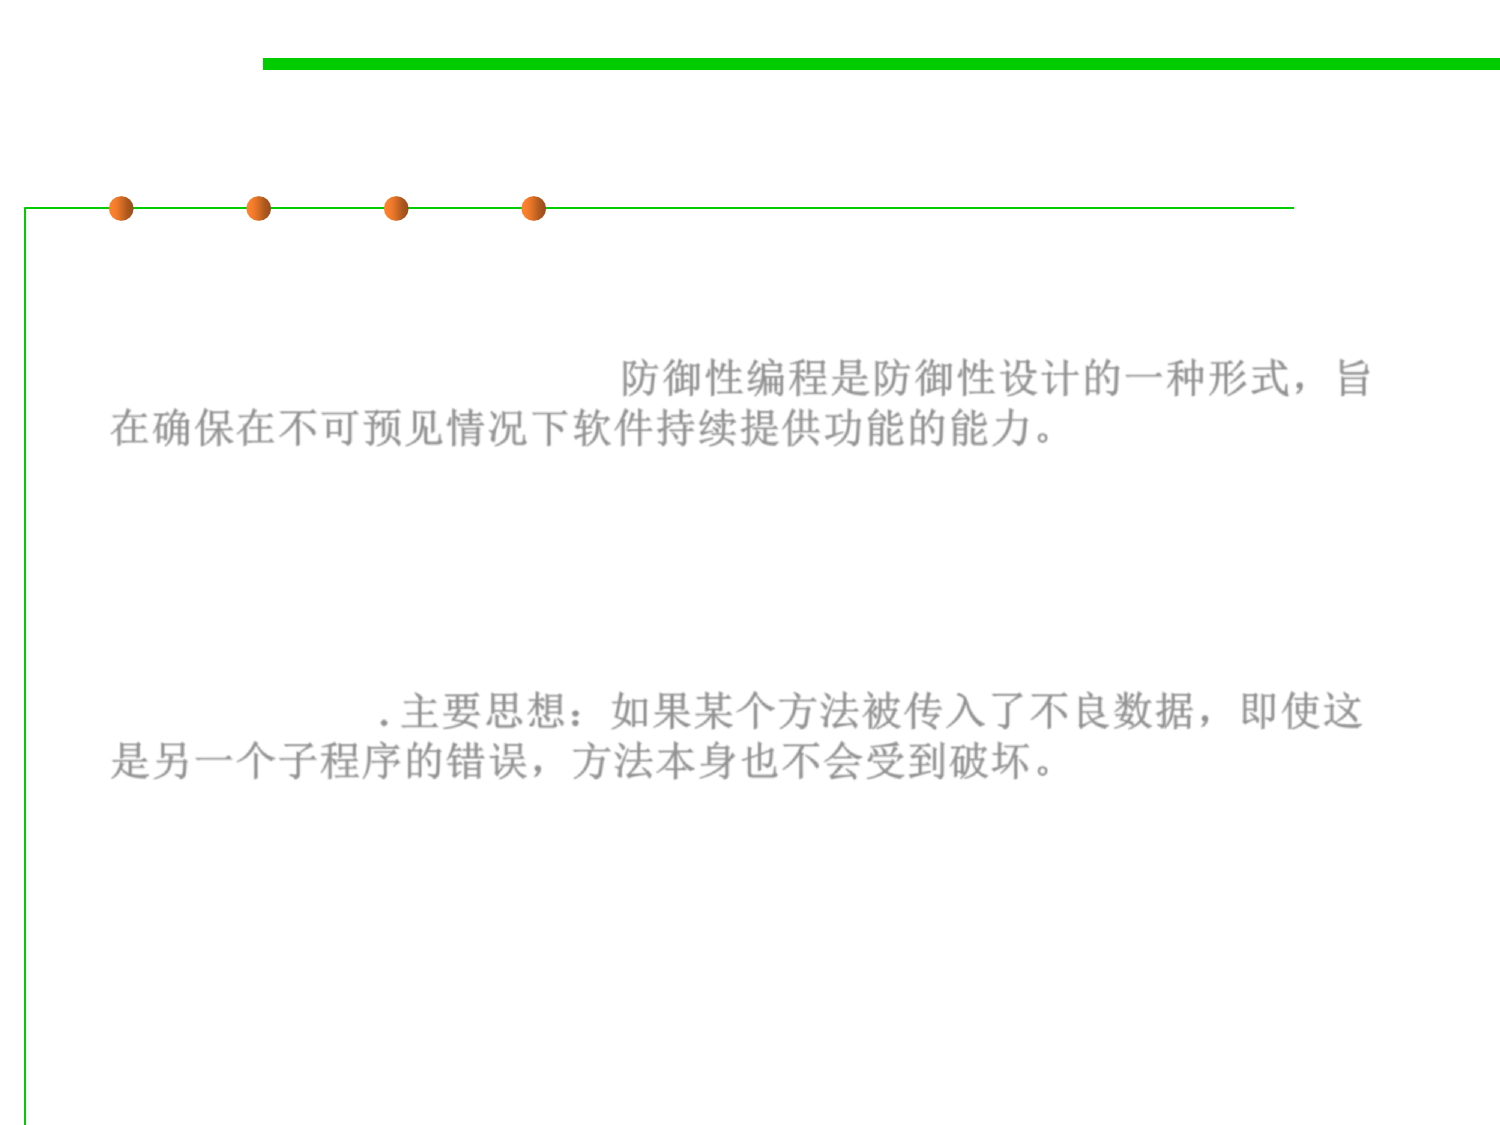 防御性编程是防御性设计的一种形式，旨
在确保在不可预见情况下软件持续提供功能的能力。
.主要思想：如果某个方法被传入了不良数据，即使这
是另一个子程序的错误，方法本身也不会受到破坏。